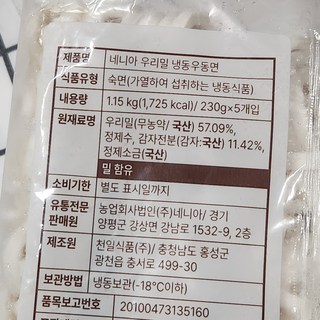 제품명 네니아 우리밀 냉동우동면
식품유형 숙면(가열하여 섭취하는 냉동식품)
내용량 1.15 kg(1,725 kcal)/ 230g×5개입
원재료명 우리밀(무농약/ 국산) 57.09%,
정제수, 감자전분(감자:국산) 11.42%,
정제소금(국산)
밀 함유
소비기한 별도 표시일까지
유통전문 농업회사법인(주)네니아/ 경기
판매원 양평군 강상면 강남로 1532-9, 2층
제조원 천일식품(주)/ 충청남도 홍성군
광천읍 충서로 499-30
보관방법 냉동보관(-18℃이하)
품목보고번호 20100473135160